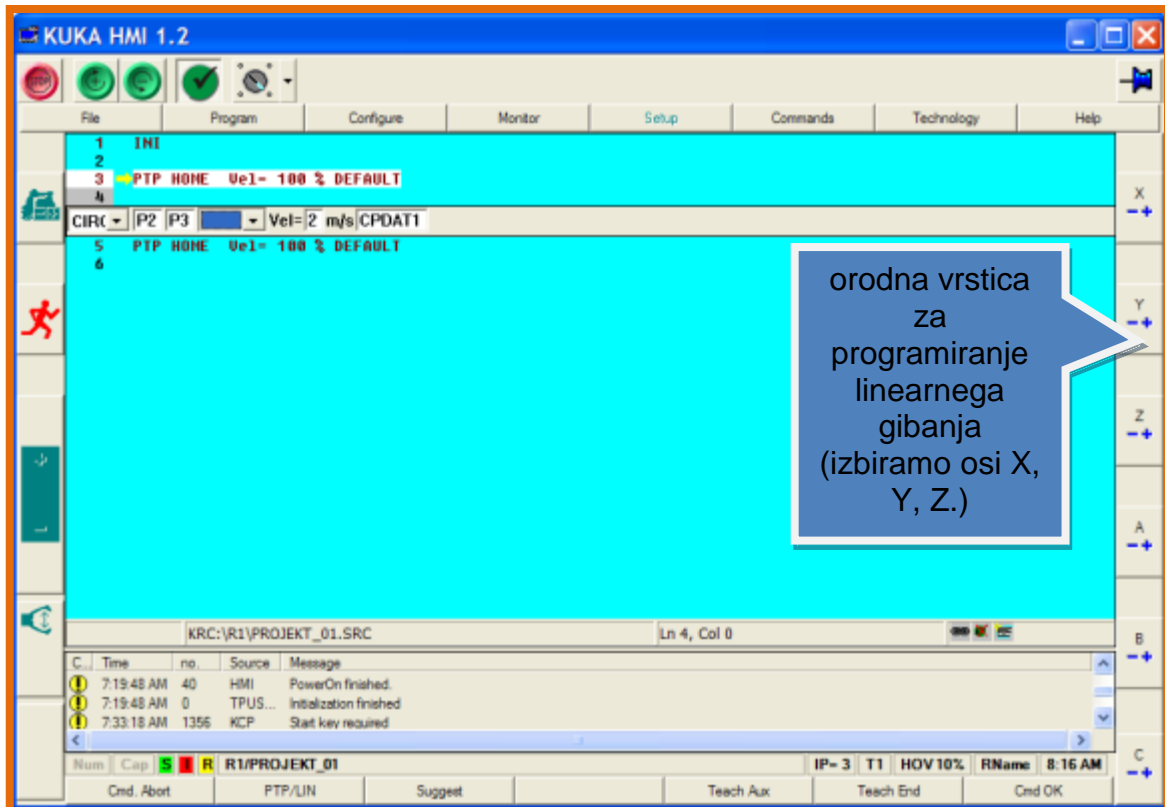 KUKA HMI 1.2
STOP
File Program Configure Monitor Setup Commands Technology Help
1 INI
2
3 PTP HOME Vel= 100 % DEFAULT
4
CIRC P2 P3 Vel= 2 m/s CPDAT1
5 PTP HOME Vel= 100 % DEFAULT
6
orodna vrstica
za
programiranje
linearnega
gibanja
(izbiramo osi X,
Y, Z.)
X
- +
Y
- +
Z
- +
A
- +
B
- +
C
- +
KRC:\R1\PROJEKT_01.SRC Ln 4, Col 0
C... Time no. Source Message
7:19:48 AM 40 HMI PowerOn finished.
7:19:48 AM 0 TPUS... Initialization finished
7:33:18 AM 1356 KCP Start key required
Num Cap S I R R1/PROJEKT_01 IP= 3 T1 HOV 10% RName 8:16 AM
Cmd. Abort PTP/LIN Suggest Teach Aux Teach End Cmd OK